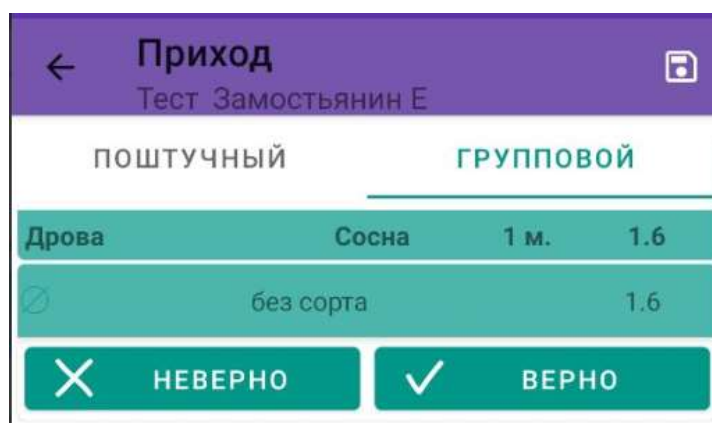 Приход
Тест Замостьянин Е
ПОШТУЧНЫЙ ГРУППОВОЙ
Дрова Сосна 1 м. 1.6
∅ без сорта 1.6
НЕВЕРНО ВЕРНО